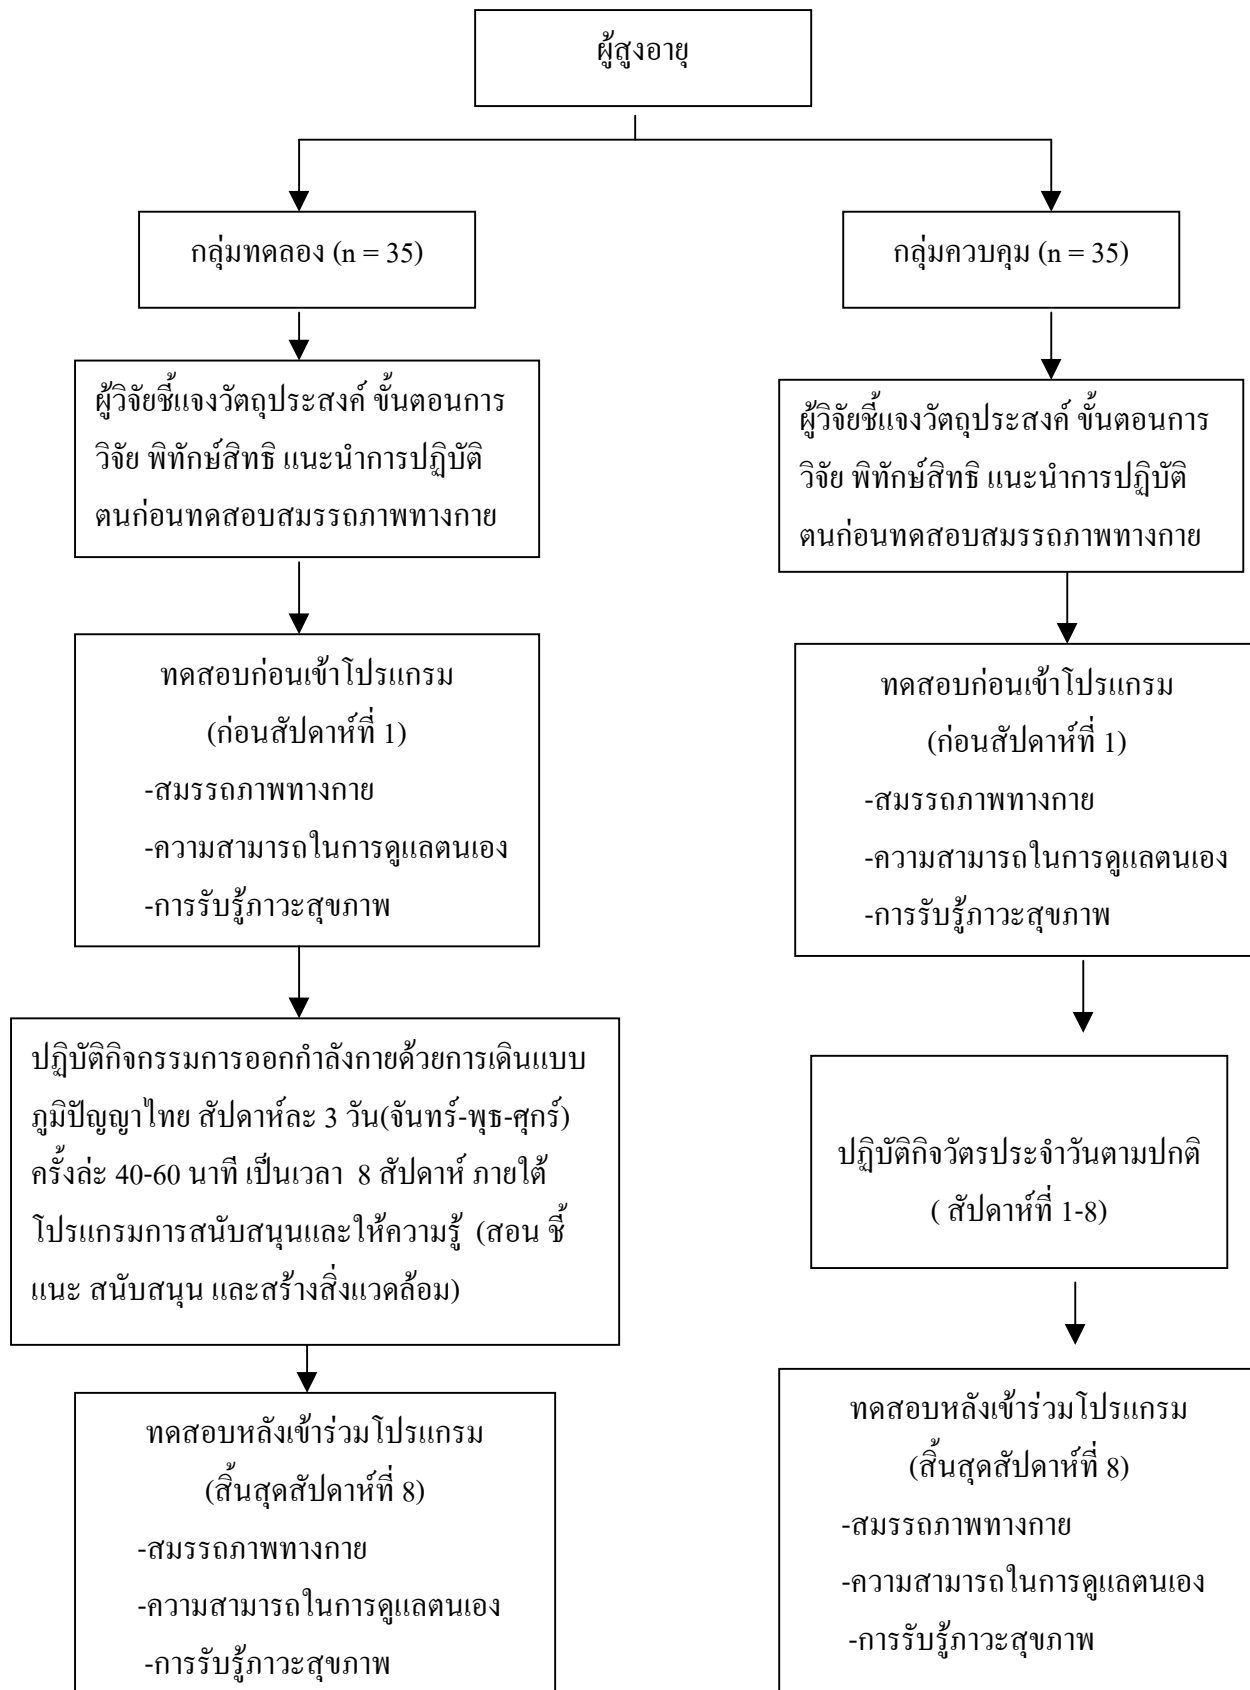 ผู้สูงอายุ
กลุ่มทดลอง (n = 35)
ผู้วิจัยชี้แจงวัตถุประสงค์ ขั้นตอนการ
วิจัย พิทักษ์สิทธิ แนะนำการปฏิบัติ
ตนก่อนทดสอบสมรรถภาพทางกาย
ทดสอบก่อนเข้าโปรแกรม
(ก่อนสัปดาห์ที่ 1)
-สมรรถภาพทางกาย
-ความสามารถในการดูแลตนเอง
-การรับรู้ภาวะสุขภาพ
ปฏิบัติกิจกรรมการออกกำลังกายด้วยการเดินแบบ
ภูมิปัญญาไทย สัปดาห์ละ 3 วัน(จันทร์-พุธ-ศุกร์)
ครั้งล่ะ 40-60 นาที เป็นเวลา 8 สัปดาห์ ภายใต้
โปรแกรมการสนับสนุนและให้ความรู้ (สอน ชี้
แนะ สนับสนุน และสร้างสิ่งแวดล้อม)
ทดสอบหลังเข้าร่วมโปรแกรม
(สิ้นสุดสัปดาห์ที่ 8)
-สมรรถภาพทางกาย
-ความสามารถในการดูแลตนเอง
-การรับรู้ภาวะสุขภาพ
กลุ่มควบคุม (n = 35)
ผู้วิจัยชี้แจงวัตถุประสงค์ ขั้นตอนการ
วิจัย พิทักษ์สิทธิ แนะนำการปฏิบัติ
ตนก่อนทดสอบสมรรถภาพทางกาย
ทดสอบก่อนเข้าโปรแกรม
(ก่อนสัปดาห์ที่ 1)
-สมรรถภาพทางกาย
-ความสามารถในการดูแลตนเอง
-การรับรู้ภาวะสุขภาพ
ปฏิบัติกิจวัตรประจำวันตามปกติ
( สัปดาห์ที่ 1-8)
ทดสอบหลังเข้าร่วมโปรแกรม
(สิ้นสุดสัปดาห์ที่ 8)
-สมรรถภาพทางกาย
-ความสามารถในการดูแลตนเอง
-การรับรู้ภาวะสุขภาพ